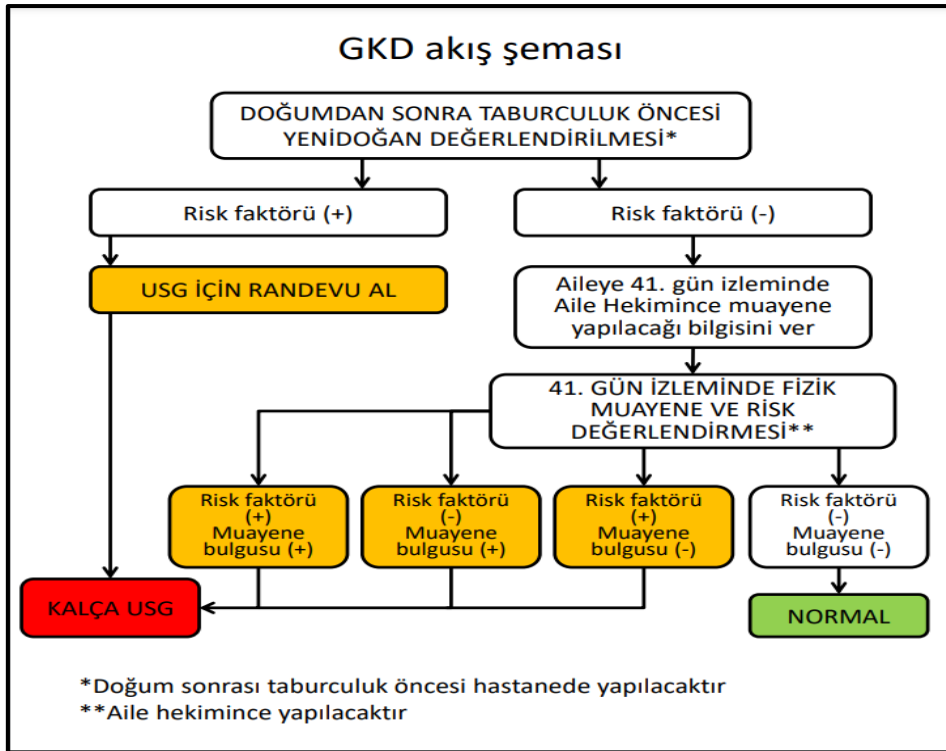 GKD akış şeması
DOĞUMDAN SONRA TABURCULUK ÖNCESİ
YENİDOĞAN DEĞERLENDİRİLMESİ*
Risk faktörü (+)
Risk faktörü (-)
USG İÇİN RANDEVU AL
Aileye 41. gün izleminde
Aile Hekimince muayene
yapılacağı bilgisini ver
41. GÜN İZLEMİNDE FİZİK
MUAYENE VE RİSK
DEĞERLENDİRMESİ**
Risk faktörü
(+)
Muayene
bulgusu (+)
Risk faktörü
(-)
Muayene
bulgusu (+)
Risk faktörü
(+)
Muayene
bulgusu (-)
Risk faktörü
(-)
Muayene
bulgusu (-)
KALÇA USG
NORMAL
*Doğum sonrası taburculuk öncesi hastanede yapılacaktır
**Aile hekimince yapılacaktır